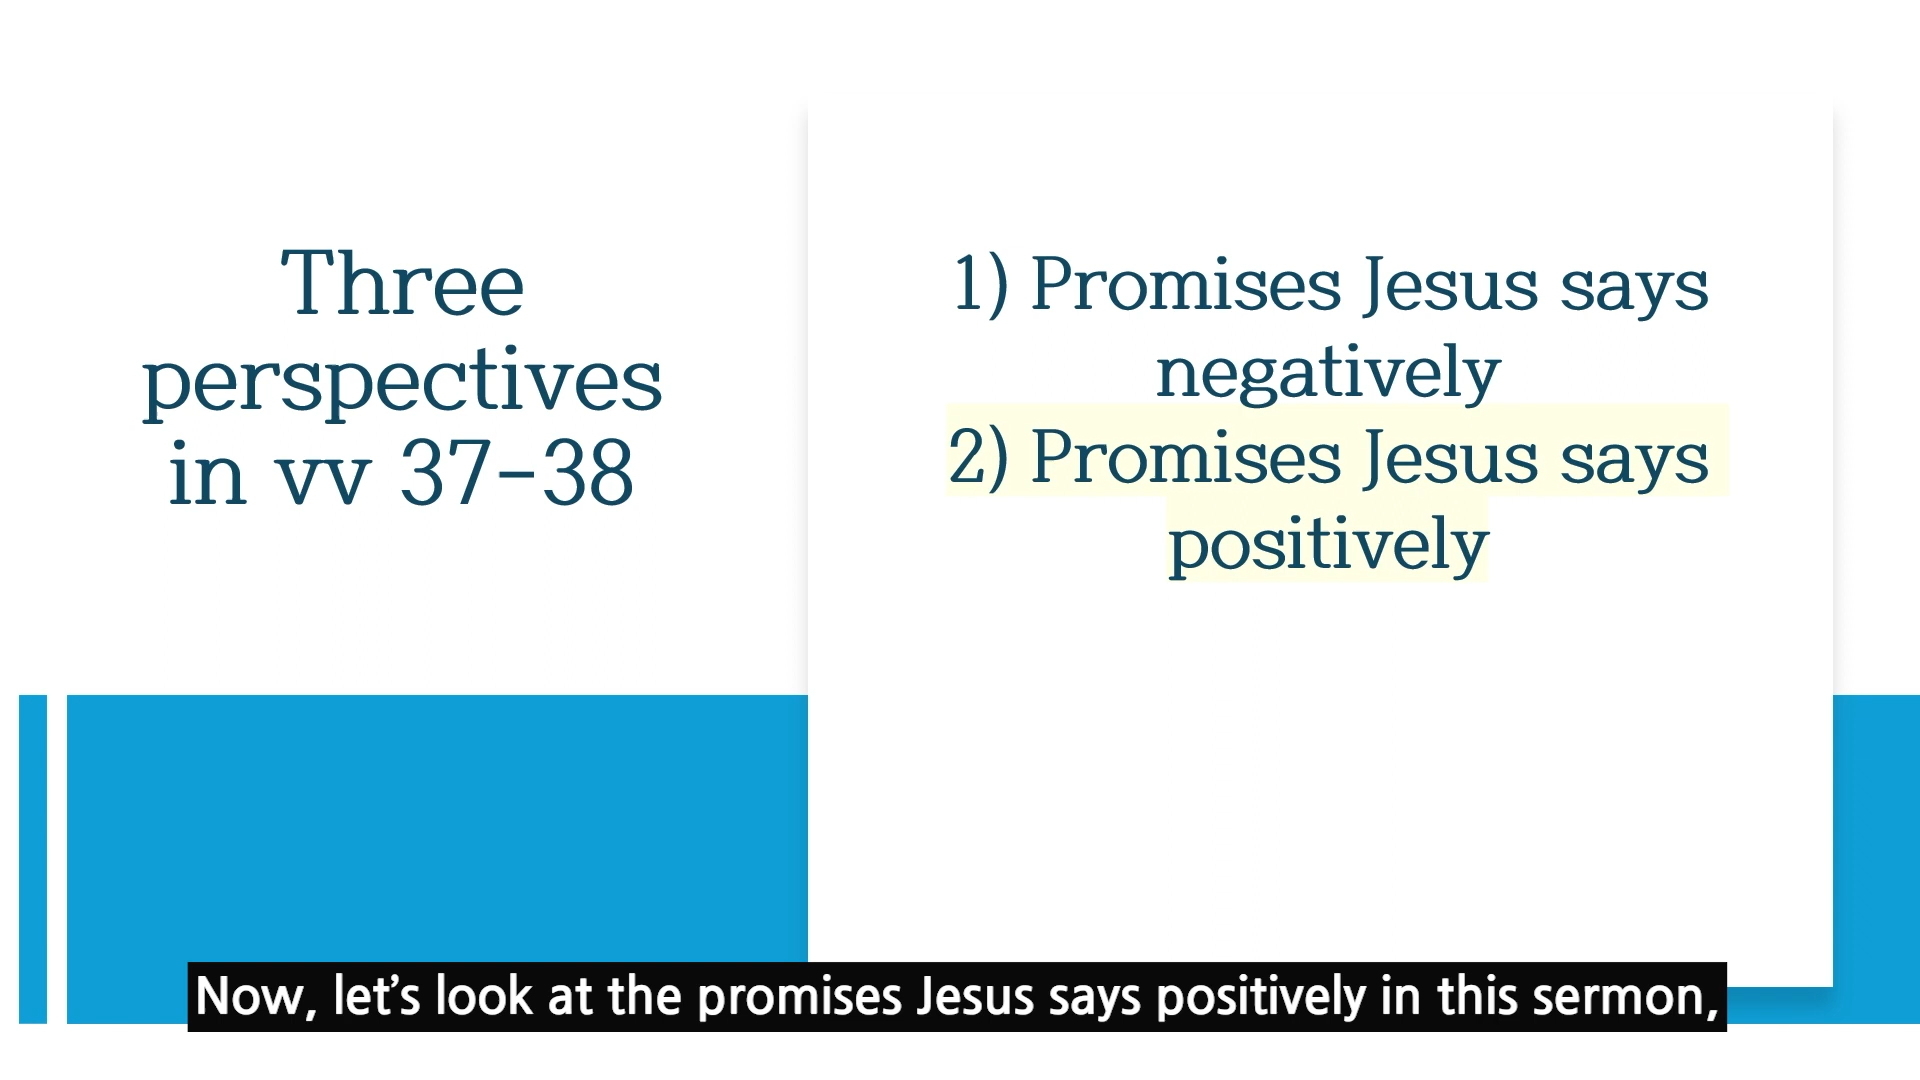 Three
perspectives
in vv 37-38
1) Promises Jesus says
negatively
2) Promises Jesus says
positively
Now, let’s look at the promises Jesus says positively in this sermon,